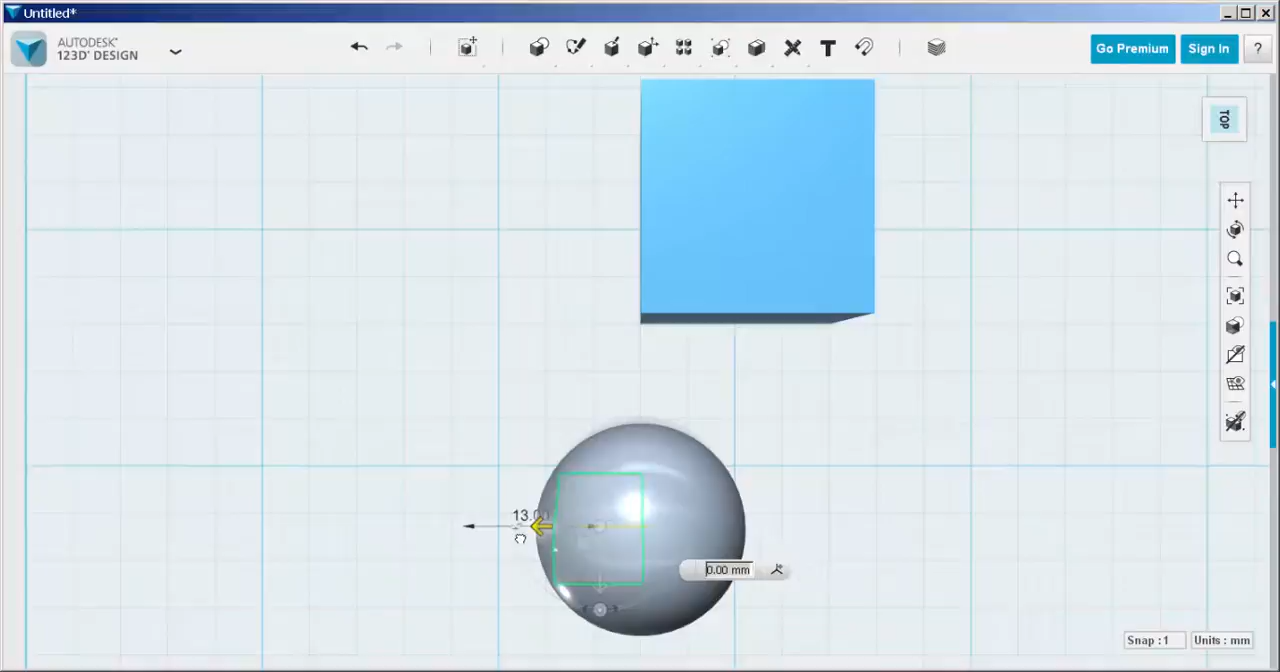 Untitled*
AUTODESK®
123D® DESIGN
Go Premium
Sign In
?
TOP
13.00
0.00 mm
Snap : 1
Units : mm